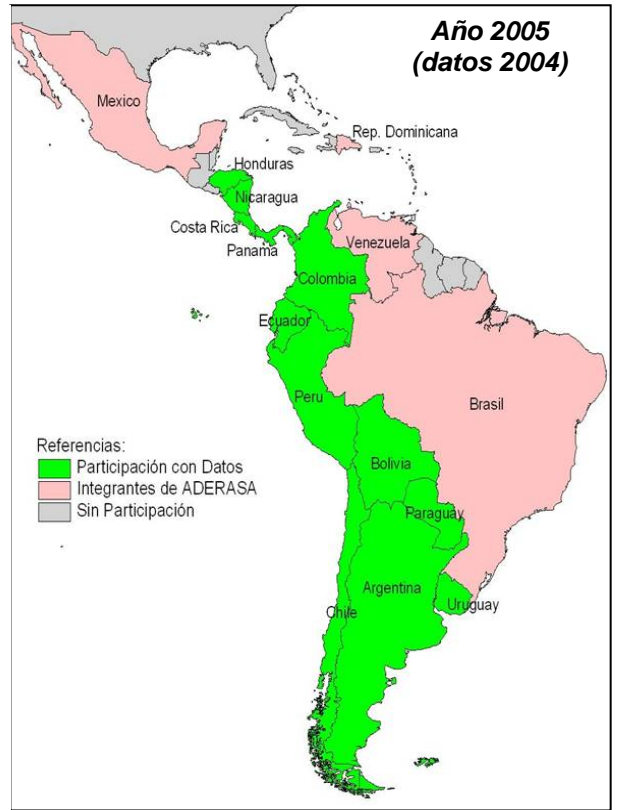 Año 2005
(datos 2004)
Mexico
Rep. Dominicana
Honduras
Nicaragua
Costa Rica
Panama
Venezuela
Colombia
Ecuador
Peru
Brasil
Referencias:
Participación con Datos
Integrantes de ADERASA
Sin Participación
Bolivia
Paraguay
Argentina
Chile
Uruguay